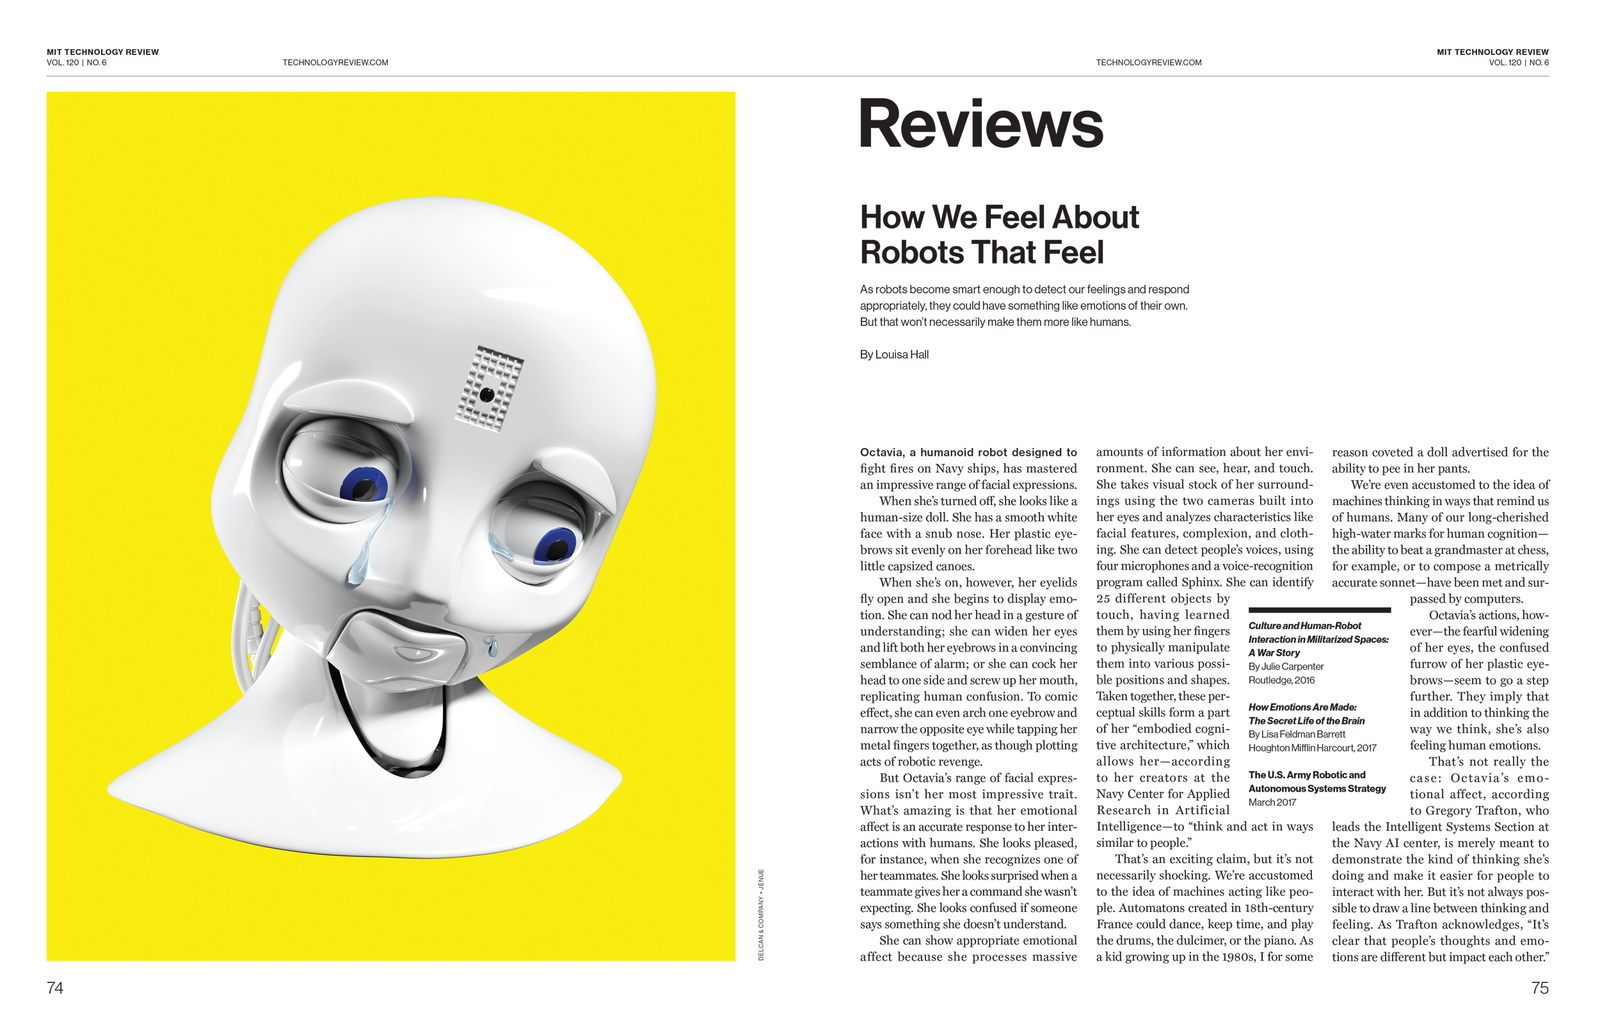 MIT TECHNOLOGY REVIEW
VOL. 120 | NO. 6
TECHNOLOGYREVIEW.COM
DELCAN & COMPANY + JENUE
74
TECHNOLOGYREVIEW.COM
MIT TECHNOLOGY REVIEW
VOL. 120 | NO. 6
Reviews
How We Feel About
Robots That Feel
As robots become smart enough to detect our feelings and respond
appropriately, they could have something like emotions of their own.
But that won’t necessarily make them more like humans.
By Louisa Hall
Octavia, a humanoid robot designed to
fight fires on Navy ships, has mastered
an impressive range of facial expressions.
When she’s turned off, she looks like a
human-size doll. She has a smooth white
face with a snub nose. Her plastic eye-
brows sit evenly on her forehead like two
little capsized canoes.
When she’s on, however, her eyelids
fly open and she begins to display emo-
tion. She can nod her head in a gesture of
understanding; she can widen her eyes
and lift both her eyebrows in a convincing
semblance of alarm; or she can cock her
head to one side and screw up her mouth,
replicating human confusion. To comic
effect, she can even arch one eyebrow and
narrow the opposite eye while tapping her
metal fingers together, as though plotting
acts of robotic revenge.
But Octavia’s range of facial expres-
sions isn’t her most impressive trait.
What’s amazing is that her emotional
affect is an accurate response to her inter-
actions with humans. She looks pleased,
for instance, when she recognizes one of
her teammates. She looks surprised when a
teammate gives her a command she wasn’t
expecting. She looks confused if someone
says something she doesn’t understand.
She can show appropriate emotional
affect because she processes massive
amounts of information about her envi-
ronment. She can see, hear, and touch.
She takes visual stock of her surround-
ings using the two cameras built into
her eyes and analyzes characteristics like
facial features, complexion, and cloth-
ing. She can detect people’s voices, using
four microphones and a voice-recognition
program called Sphinx. She can identify
25 different objects by
touch, having learned
them by using her fingers
to physically manipulate
them into various possi-
ble positions and shapes.
Taken together, these per-
ceptual skills form a part
of her “embodied cogni-
tive architecture,” which
allows her—according
to her creators at the
Navy Center for Applied
Research in Artificial
Intelligence—to “think and act in ways
similar to people.”
That’s an exciting claim, but it’s not
necessarily shocking. We’re accustomed
to the idea of machines acting like peo-
ple. Automatons created in 18th-century
France could dance, keep time, and play
the drums, the dulcimer, or the piano. As
a kid growing up in the 1980s, I for some
Culture and Human-Robot
Interaction in Militarized Spaces:
A War Story
By Julie Carpenter
Routledge, 2016
How Emotions Are Made:
The Secret Life of the Brain
By Lisa Feldman Barrett
Houghton Mifflin Harcourt, 2017
The U.S. Army Robotic and
Autonomous Systems Strategy
March 2017
reason coveted a doll advertised for the
ability to pee in her pants.
We’re even accustomed to the idea of
machines thinking in ways that remind us
of humans. Many of our long-cherished
high-water marks for human cognition—
the ability to beat a grandmaster at chess,
for example, or to compose a metrically
accurate sonnet—have been met and sur-
passed by computers.
Octavia’s actions, how-
ever—the fearful widening
of her eyes, the confused
furrow of her plastic eye-
brows—seem to go a step
further. They imply that
in addition to thinking the
way we think, she’s also
feeling human emotions.
That’s not really the
case: Octavia’s emo-
tional affect, according
to Gregory Trafton, who
leads the Intelligent Systems Section at
the Navy AI center, is merely meant to
demonstrate the kind of thinking she’s
doing and make it easier for people to
interact with her. But it’s not always pos-
sible to draw a line between thinking and
feeling. As Trafton acknowledges, “It’s
clear that people’s thoughts and emo-
tions are different but impact each other.”
75